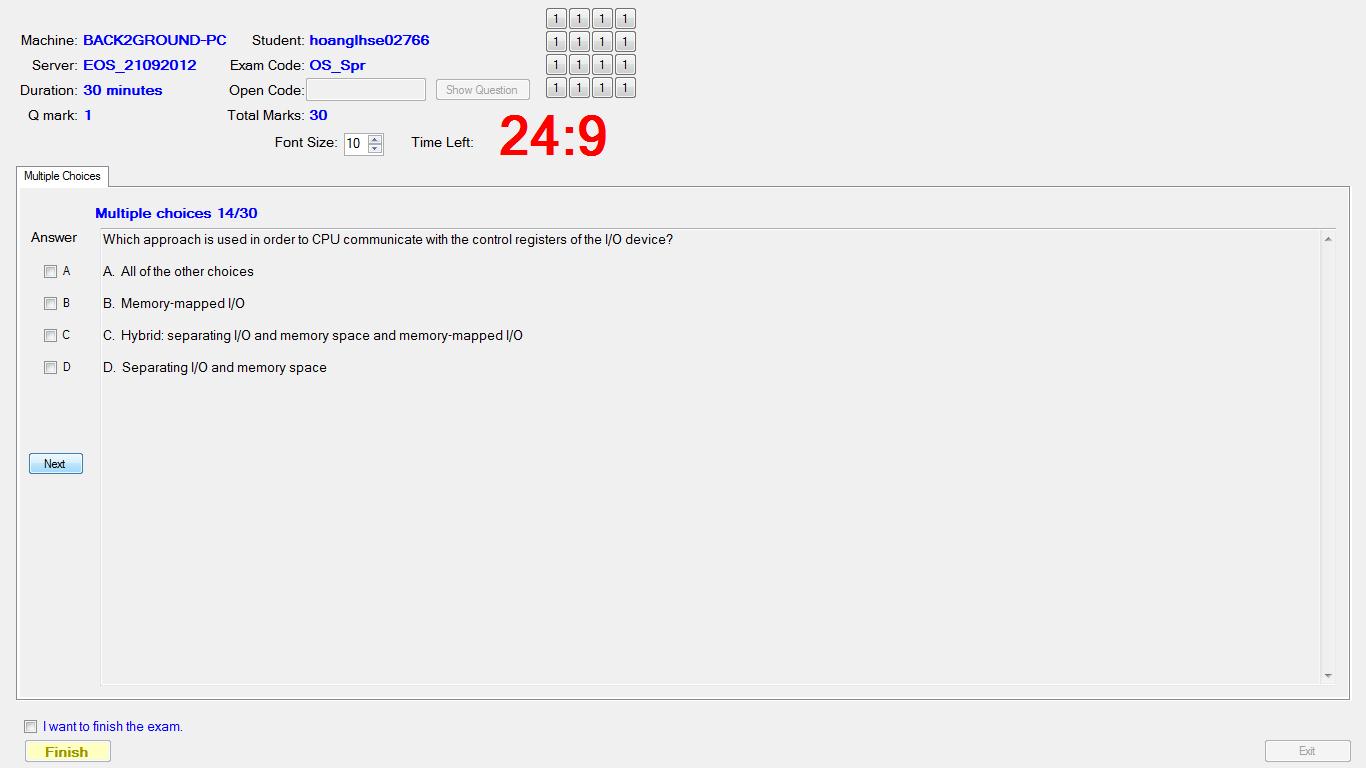 Machine: BACK2GROUND-PC Student: hoanglhse02766
Server: EOS_21092012 Exam Code: OS_Spr
Duration: 30 minutes Open Code: Show Question
Q mark: 1 Total Marks: 30
1 1 1 1
1 1 1 1
1 1 1 1
1 1 1 1
Font Size: 10 Time Left: 24:9
Multiple Choices
Multiple choices 14/30
Answer
Which approach is used in order to CPU communicate with the control registers of the I/O device?
A A. All of the other choices
B B. Memory-mapped I/O
C C. Hybrid: separating I/O and memory space and memory-mapped I/O
D D. Separating I/O and memory space
Next
I want to finish the exam.
Finish Exit